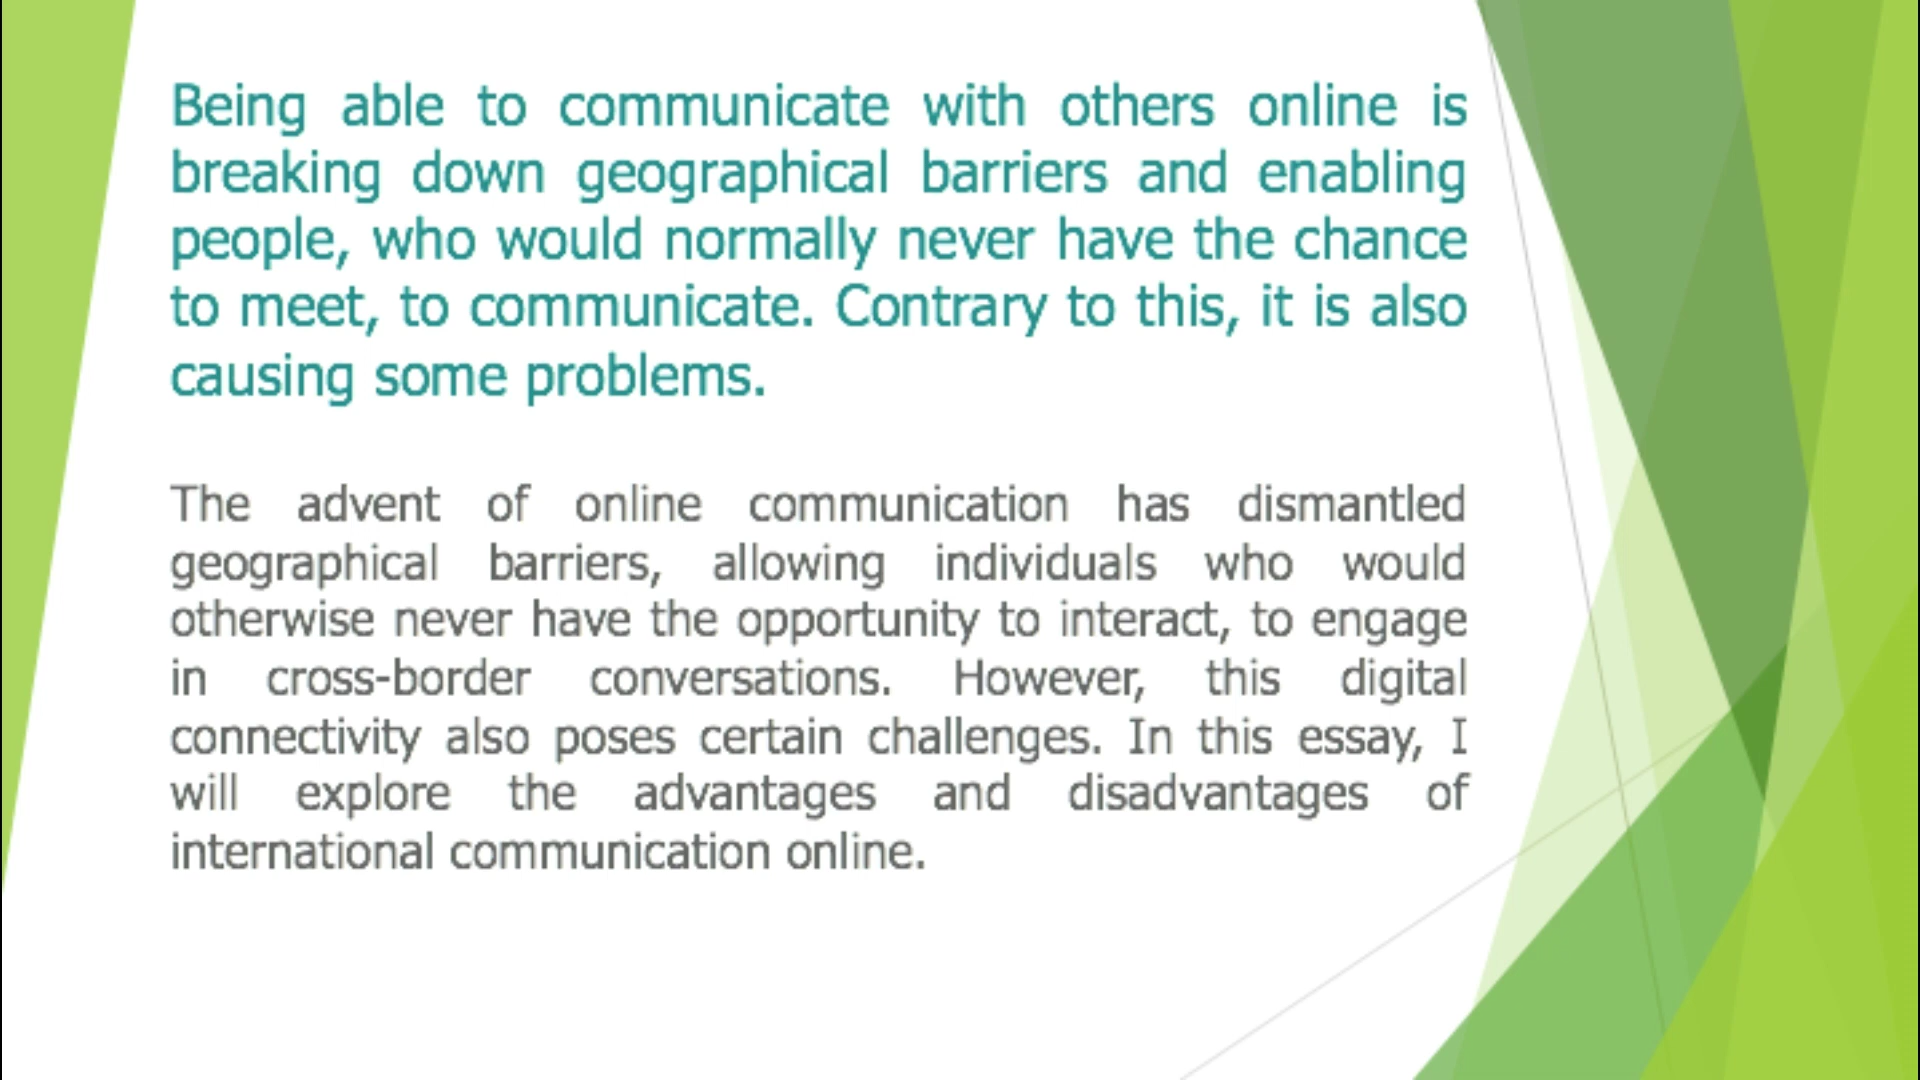 Being able to communicate with others online is
breaking down geographical barriers and enabling
people, who would normally never have the chance
to meet, to communicate. Contrary to this, it is also
causing some problems.
The advent of online communication has dismantled
geographical barriers, allowing individuals who would
otherwise never have the opportunity to interact, to engage
in cross-border conversations. However, this digital
connectivity also poses certain challenges. In this essay, I
will explore the advantages and disadvantages of
international communication online.